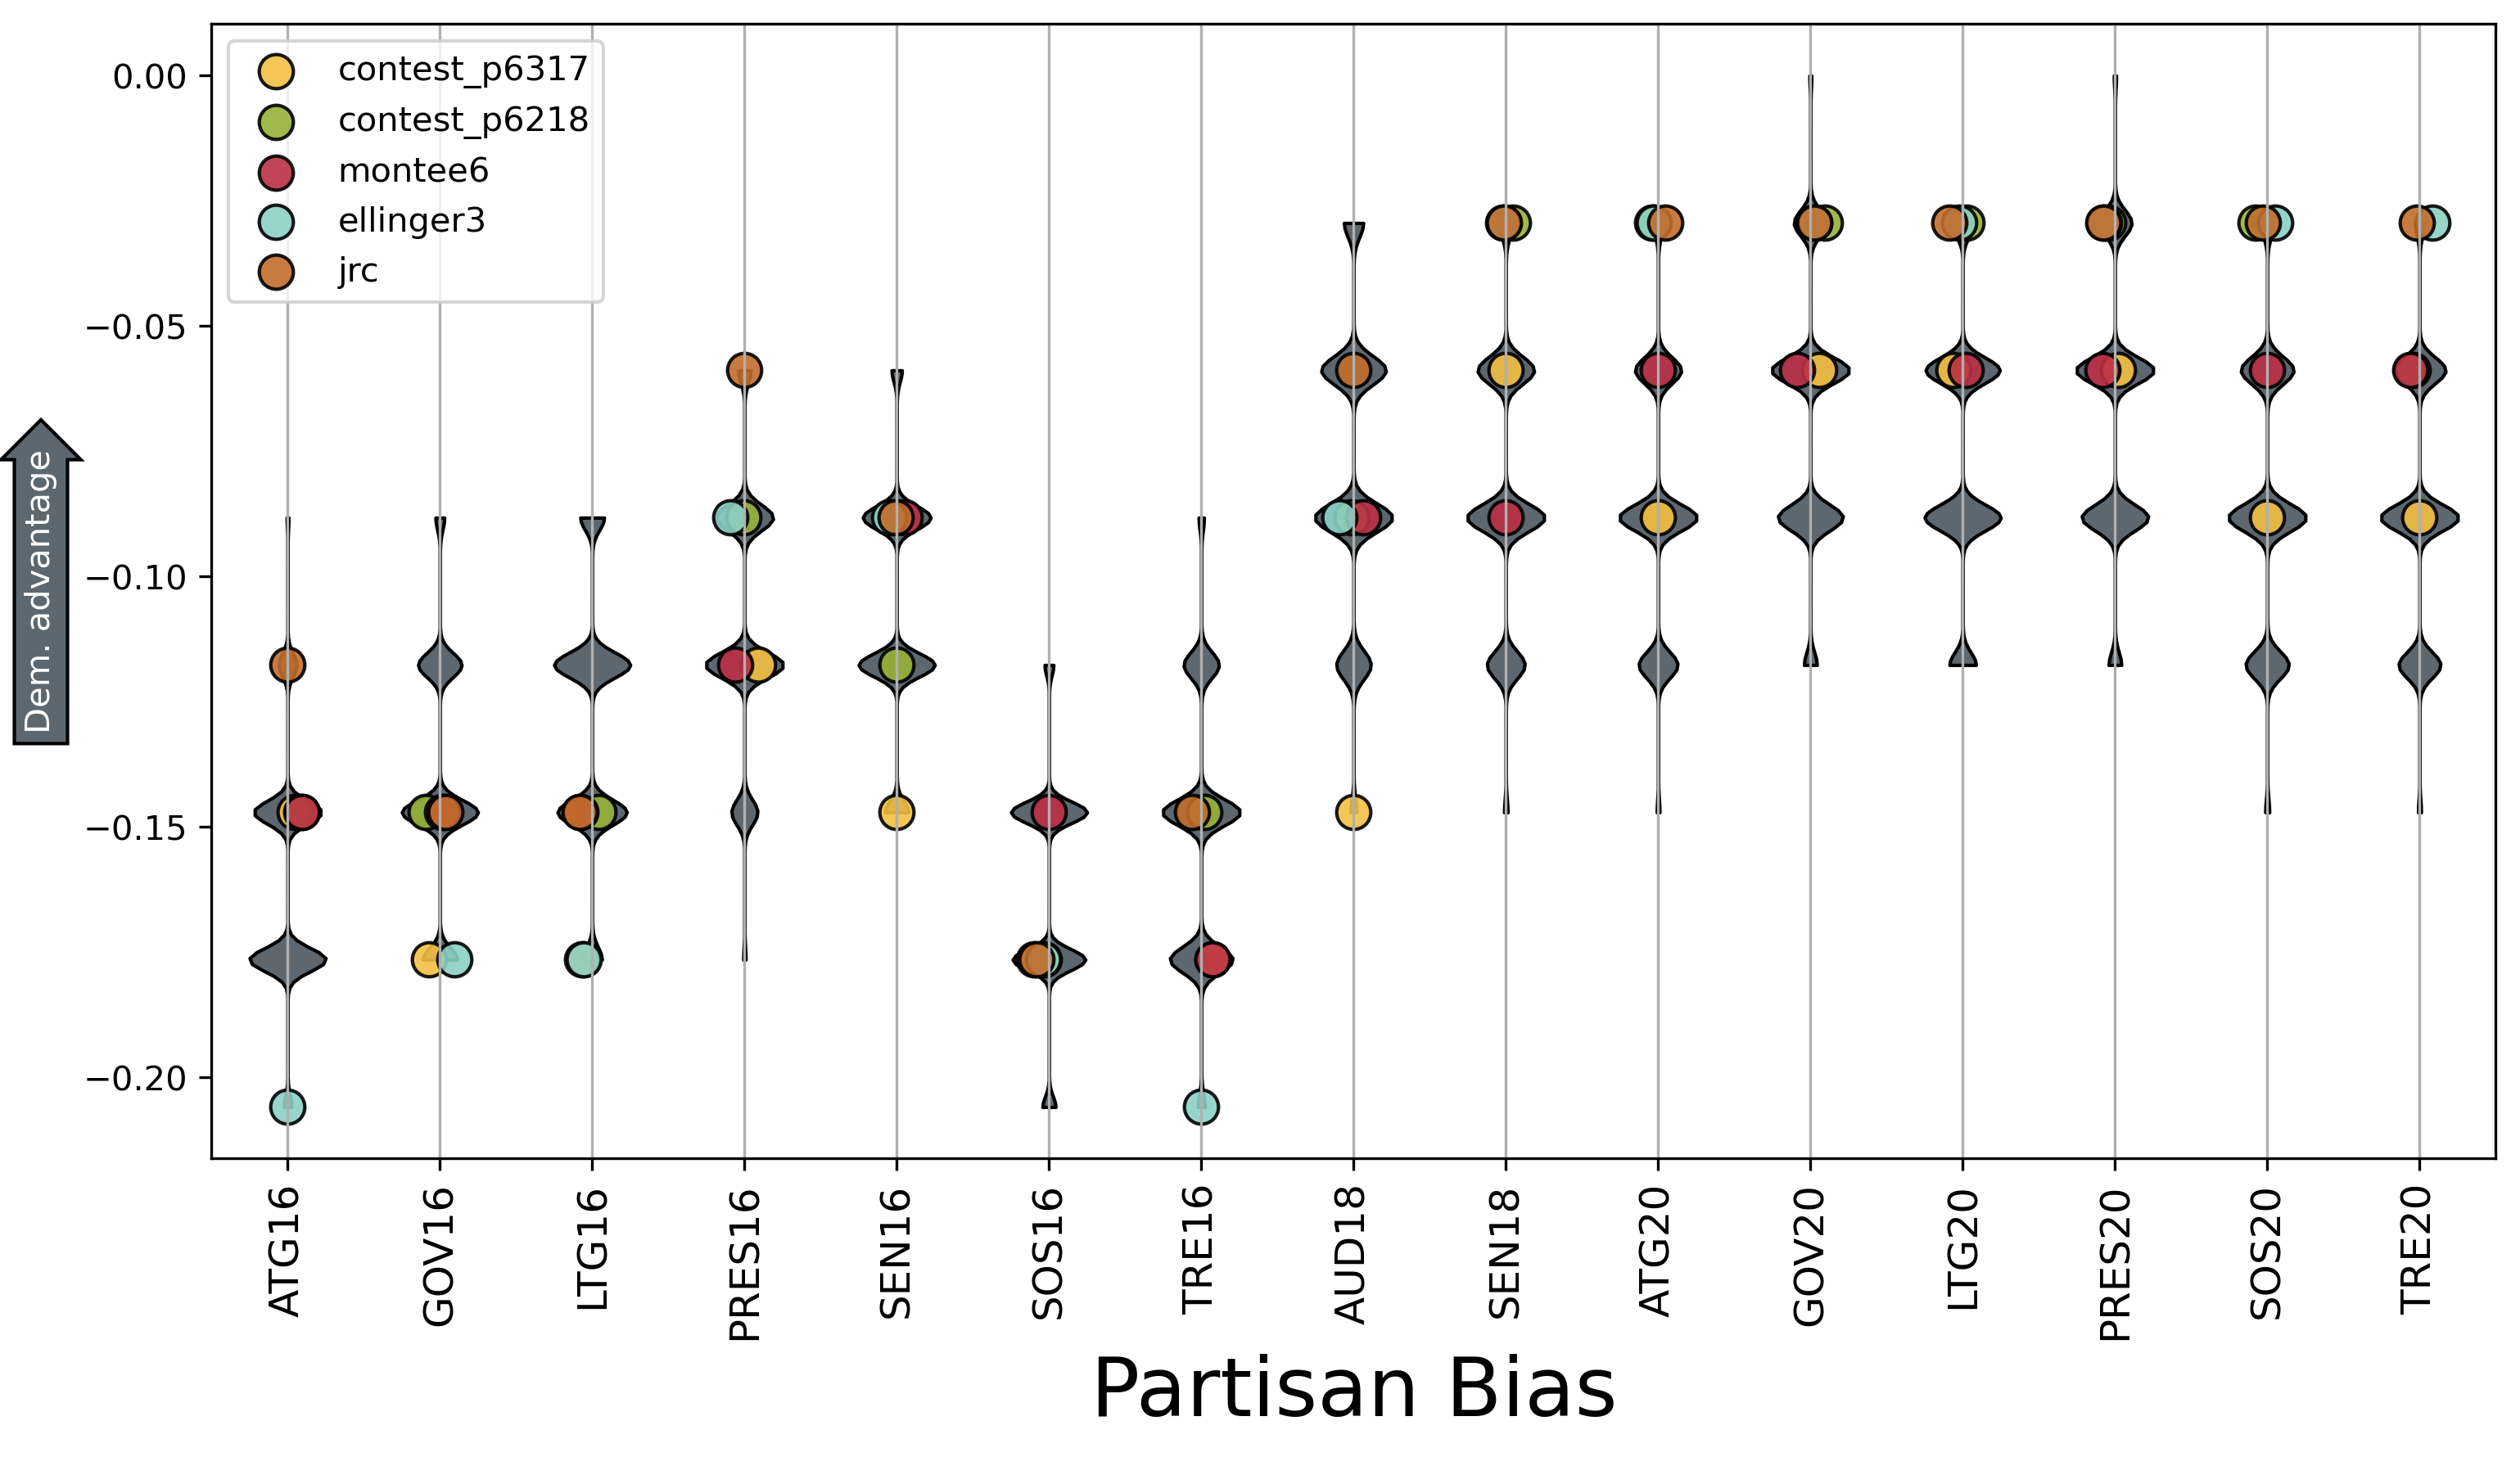 contest_p6317
contest_p6218
montee6
ellinger3
jrc
0.00
−0.05
−0.10
−0.15
−0.20
Dem. advantage
ATG16
GOV16
LTG16
PRES16
SEN16
SOS16
TRE16
AUD18
SEN18
ATG20
GOV20
LTG20
PRES20
SOS20
TRE20
Partisan Bias